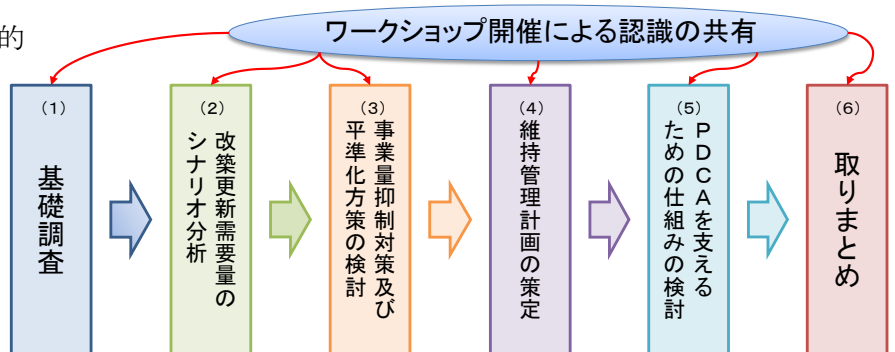 的
ワークショップ開催による認識の共有
(1)
基礎調査
(2)
改築更新需要量の
シナリオ分析
(3)
事業量抑制対策及び
平準化方策の検討
(4)
維持管理計画の策定
(5)
PDCAを支える
ための仕組みの検討
(6)
取りまとめ